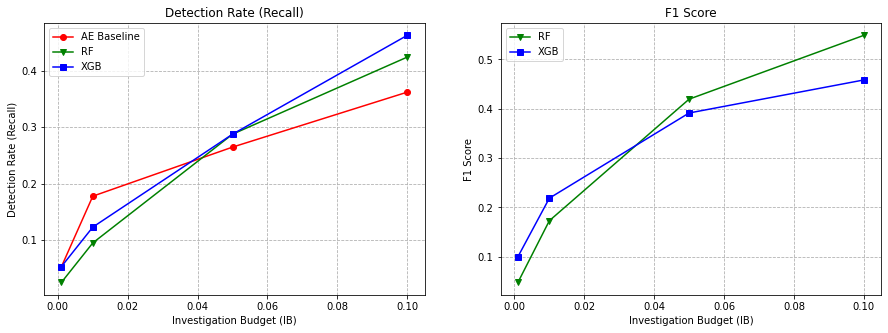 Detection Rate (Recall)
AE Baseline
RF
XGB
0.4
0.3
0.2
0.1
Detection Rate (Recall)
0.00
0.02
0.04
0.06
0.08
0.10
Investigation Budget (IB)
F1 Score
RF
XGB
0.5
0.4
0.3
0.2
0.1
F1 Score
0.00
0.02
0.04
0.06
0.08
0.10
Investigation Budget (IB)